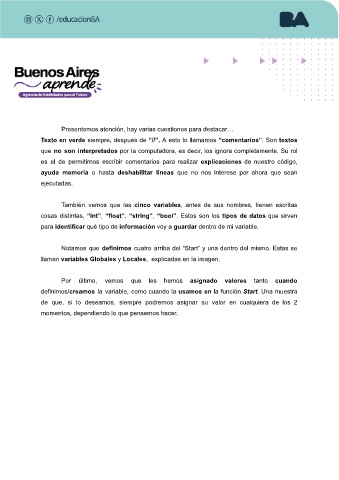 /educacionBA
BA
Buenos Aires
aprende
Agencia de Habilidades para el Futuro
Presentemos atención, hay varias cuestiones para destacar…
Texto en verde siempre, después de “//”. A esto lo llamamos “comentarios”. Son textos
que no son interpretados por la computadora, es decir, los ignora completamente. Su rol
es el de permitirnos escribir comentarios para realizar explicaciones de nuestro código,
ayuda memoria o hasta deshabilitar líneas que no nos interese por ahora que sean
ejecutadas.
También vemos que las cinco variables, antes de sus nombres, tienen escritas
cosas distintas, “int”, “float”, “string”, “bool”. Estos son los tipos de datos que sirven
para identificar qué tipo de información voy a guardar dentro de mi variable.
Notamos que definimos cuatro arriba del “Start” y una dentro del mismo. Estas se
llaman variables Globales y Locales, explicadas en la imagen.
Por último, vemos que les hemos asignado valores tanto cuando
definimos/creamos la variable, como cuando la usamos en la función Start. Una muestra
de que, si lo deseamos, siempre podremos asignar su valor en cualquiera de los 2
momentos, dependiendo lo que pensemos hacer.